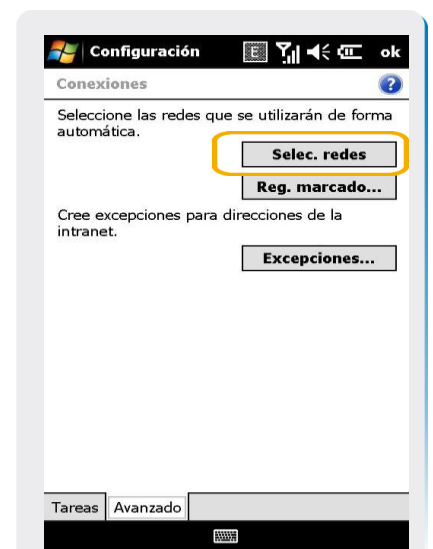 Configuración E ok
Conexiones ?
Seleccione las redes que se utilizarán de forma
automática.
Selec. redes
Reg. marcado...
Cree excepciones para direcciones de la
intranet.
Excepciones...
Tareas Avanzado